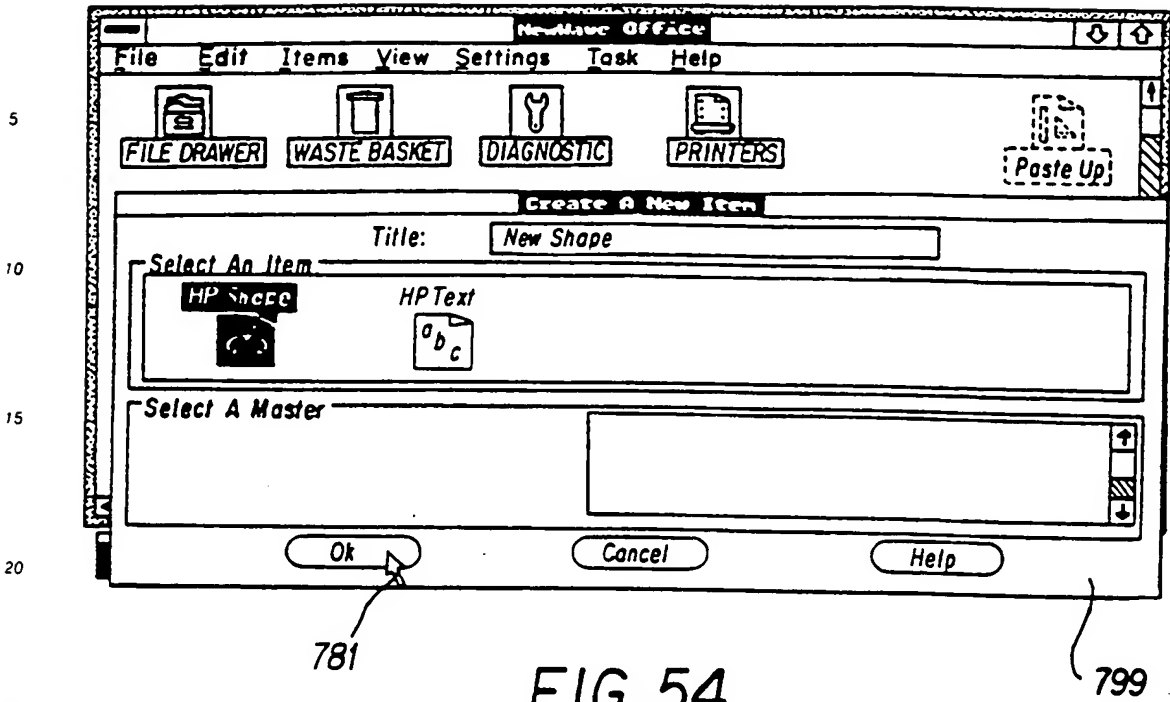 NewWave Office
File Edit Items View Settings Task Help
5
FILE DRAWER WASTE BASKET DIAGNOSTIC PRINTERS Paste Up
Create A New Item
Title: New Shape
10
Select An Item
HP Shape HP Text
a b c
15
Select A Master
20
Ok Cancel Help
781
799
FIG 54